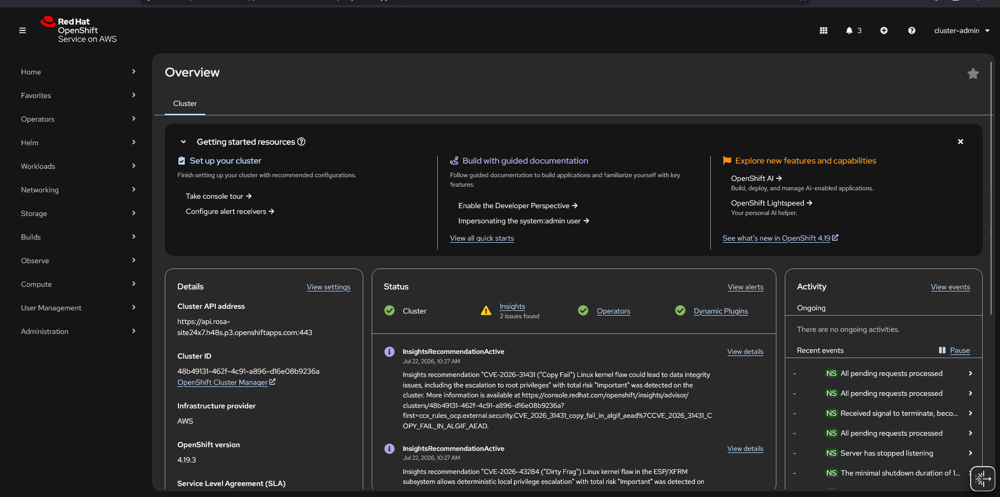 Red Hat
OpenShift
Service on AWS
3
cluster-admin
Home
Favorites
Operators
Helm
Workloads
Networking
Storage
Builds
Observe
Compute
User Management
Administration
Overview
Cluster
Getting started resources
Set up your cluster
Finish setting up your cluster with recommended configurations.
Take console tour
Configure alert receivers
Build with guided documentation
Follow guided documentation to build applications and familiarize yourself with key
features.
Enable the Developer Perspective
Impersonating the system:admin user
View all quick starts
Explore new features and capabilities
OpenShift AI
Build, deploy, and manage AI-enabled applications.
OpenShift Lightspeed
Your personal AI helper.
See what's new in OpenShift 4.19
Details
View settings
Cluster API address
https://api.rosa-
site24x7.h48s.p3.openshiftapps.com:443
Cluster ID
48b49131-462f-4c91-a896-d16e08b9236a
OpenShift Cluster Manager
Infrastructure provider
AWS
OpenShift version
4.19.3
Service Level Agreement (SLA)
Status
View alerts
Cluster
Insights
2 issues found
Operators
Dynamic Plugins
InsightsRecommendationActive
View details
Jul 22, 2026, 10:27 AM
Insights recommendation "CVE-2026-31431 ("Copy Fail") Linux kernel flaw could lead to data integrity
issues, including the escalation to root privileges" with total risk "Important" was detected on the
cluster. More information is available at https://console.redhat.com/openshift/insights/advisor/
clusters/48b49131-462f-4c91-a896-d16e08b9236a?
first=ccx_rules_ocp.external.security.CVE_2026_31431_copy_fail_in_algif_aead%7CCVE_2026_31431_C
OPY_FAIL_IN_ALGIF_AEAD.
InsightsRecommendationActive
View details
Jul 22, 2026, 10:27 AM
Insights recommendation "CVE-2026-43284 ("Dirty Frag") Linux kernel flaw in the ESP/XFRM
subsystem allows deterministic local privilege escalation" with total risk "Important" was detected on
Activity
View events
Ongoing
There are no ongoing activities.
Recent events
Pause
- NS All pending requests processed
- NS All pending requests processed
- NS Received signal to terminate, beco...
- NS All pending requests processed
- NS Server has stopped listening
- NS The minimal shutdown duration of 1...